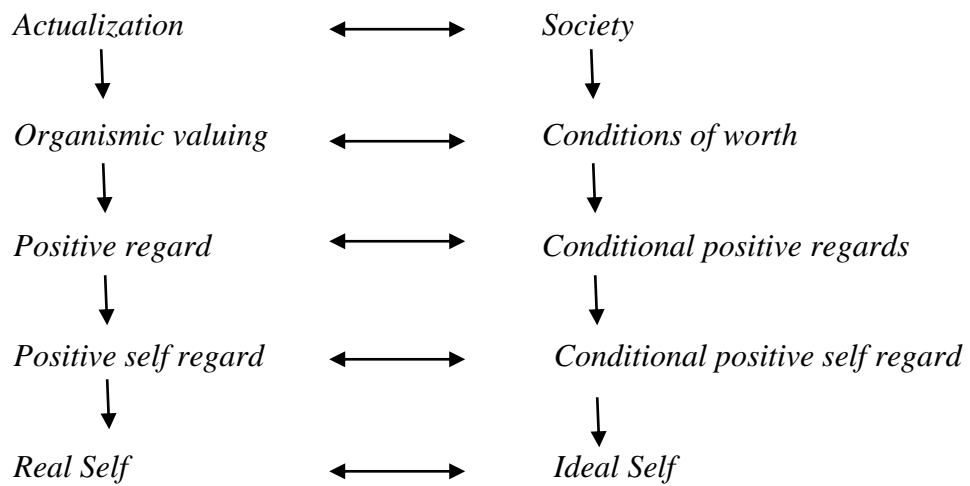 Actualization Society
Organismic valuing Conditions of worth
Positive regard Conditional positive regards
Positive self regard Conditional positive self regard
Real Self Ideal Self